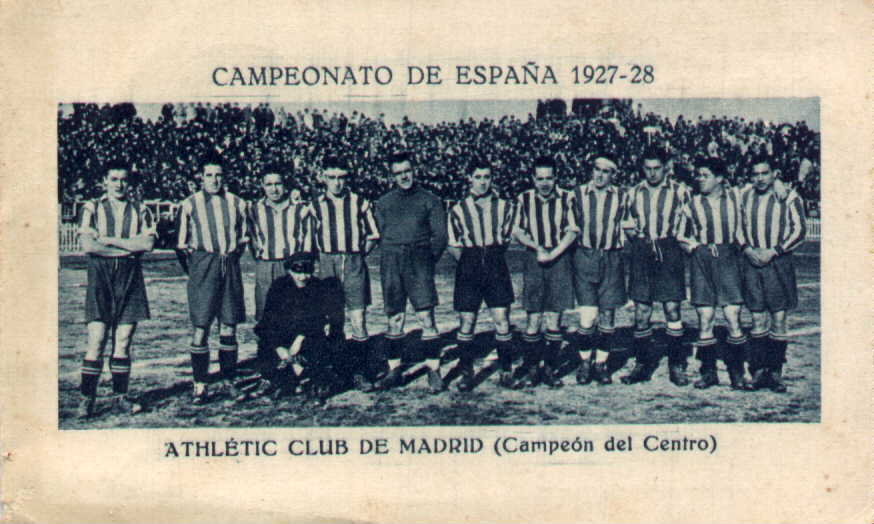 CAMPEONATO DE ESPAÑA 1927-28
ATHLÉTIC CLUB DE MADRID (Campeón del Centro)